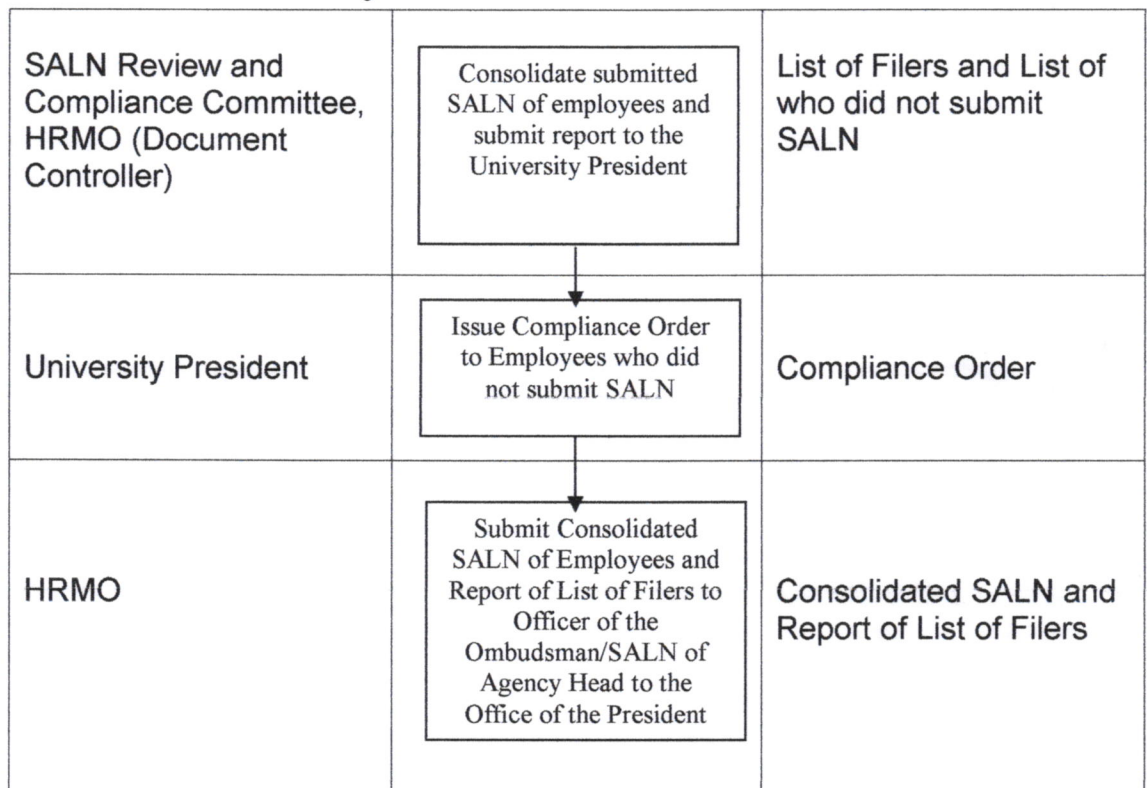 SALN Review and
Compliance Committee,
HRMO (Document
Controller)
Consolidate submitted
SALN of employees and
submit report to the
University President
List of Filers and List of
who did not submit
SALN
University President
Issue Compliance Order
to Employees who did
not submit SALN
Compliance Order
HRMO
Submit Consolidated
SALN of Employees and
Report of List of Filers to
Officer of the
Ombudsman/SALN of
Agency Head to the
Office of the President
Consolidated SALN and
Report of List of Filers